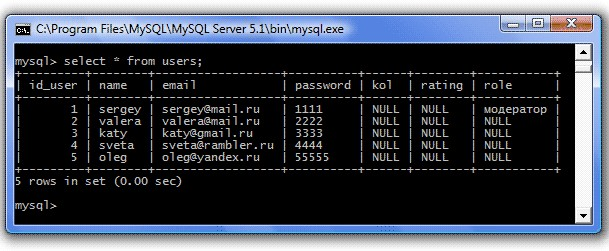 C:\Program Files\MySQL\MySQL Server 5.1\bin\mysql.exe
mysql> select * from users;
+---------+--------+------------------+----------+------+--------+-----------+
| id_user | name   | email            | password | kol  | rating | role      |
+---------+--------+------------------+----------+------+--------+-----------+
|       1 | sergey | sergey@mail.ru   | 1111     | NULL | NULL   | модератор |
|       2 | valera | valera@mail.ru   | 2222     | NULL | NULL   | NULL      |
|       3 | katy   | katy@gmail.ru    | 3333     | NULL | NULL   | NULL      |
|       4 | sveta  | sveta@rambler.ru | 4444     | NULL | NULL   | NULL      |
|       5 | oleg   | oleg@yandex.ru   | 55555    | NULL | NULL   | NULL      |
+---------+--------+------------------+----------+------+--------+-----------+
5 rows in set (0.00 sec)
mysql>